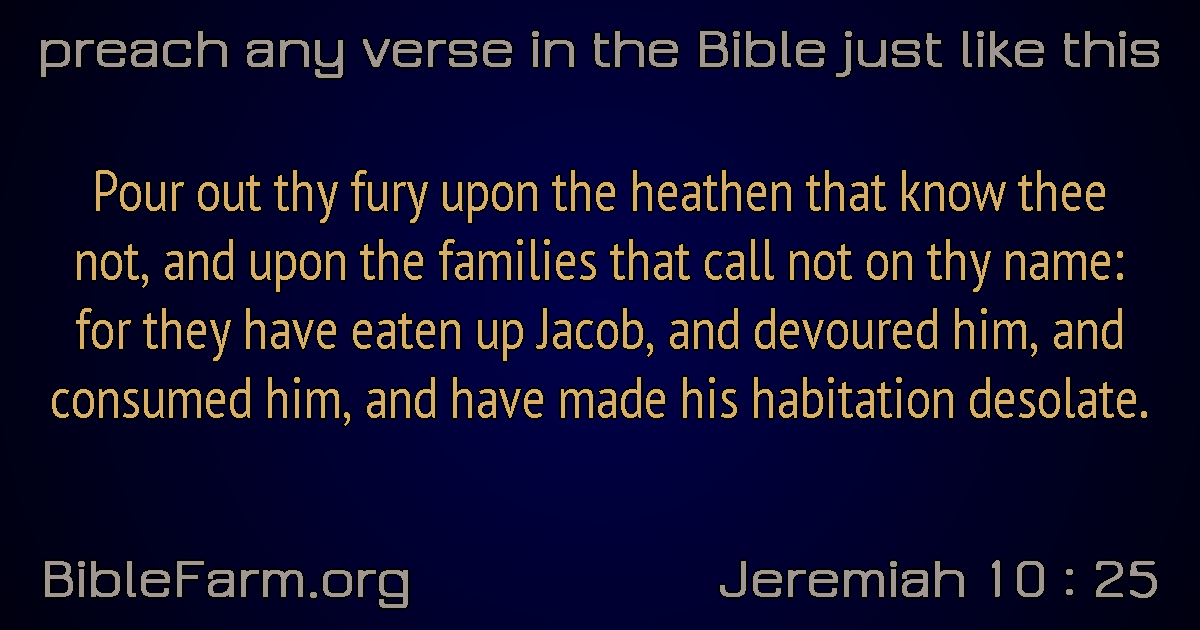 preach any verse in the Bible just like this
Pour out thy fury upon the heathen that know thee
not, and upon the families that call not on thy name:
for they have eaten up Jacob, and devoured him, and
consumed him, and have made his habitation desolate.
BibleFarm.org
Jeremiah 10 : 25